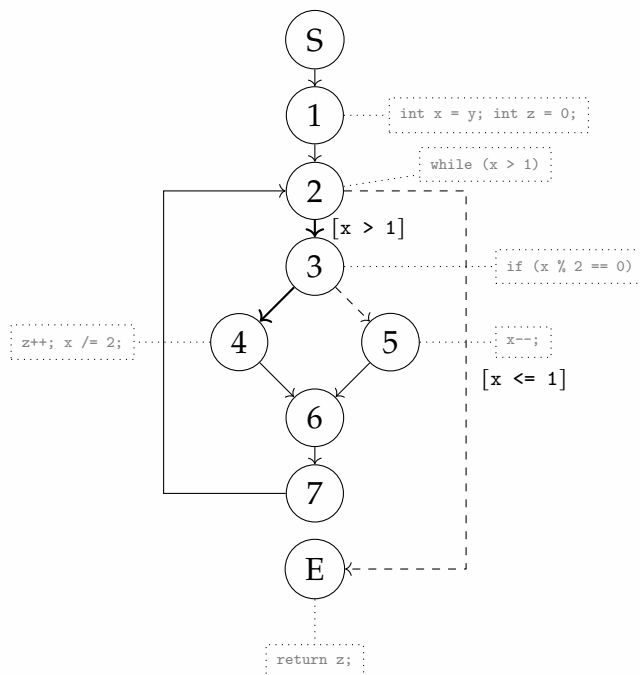 S
1
int x = y; int z = 0;
while (x > 1)
2
[x > 1]
3
if (x % 2 == 0)
z++; x /= 2;
4
5
x--;
[x <= 1]
6
7
E
return z;